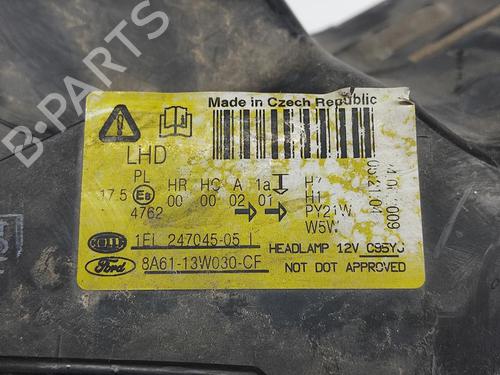 B-PARTS
Made in Czech Republic
LHD
PL HR HC A 1a H7
17.5 E8 00 00 02 01 H1
4762 PY21W
W5W
HELLA 1EL 247045-05 HEADLAMP 12V C95YJ
Ford 8A61-13W030-CF NOT DOT APPROVED